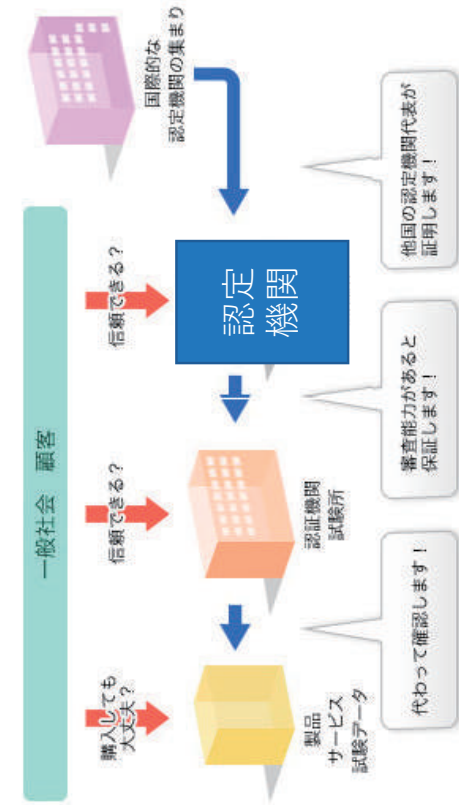 一般社会 顧客
購入しても
大丈夫?
信頼できる?
信頼できる?
国際的な
認定機関の集まり
製品
サービス
試験データ
認証機関
試験所
認定
機関
代わって確認します!
審査能力があると
保証します!
他国の認定機関代表が
証明します!